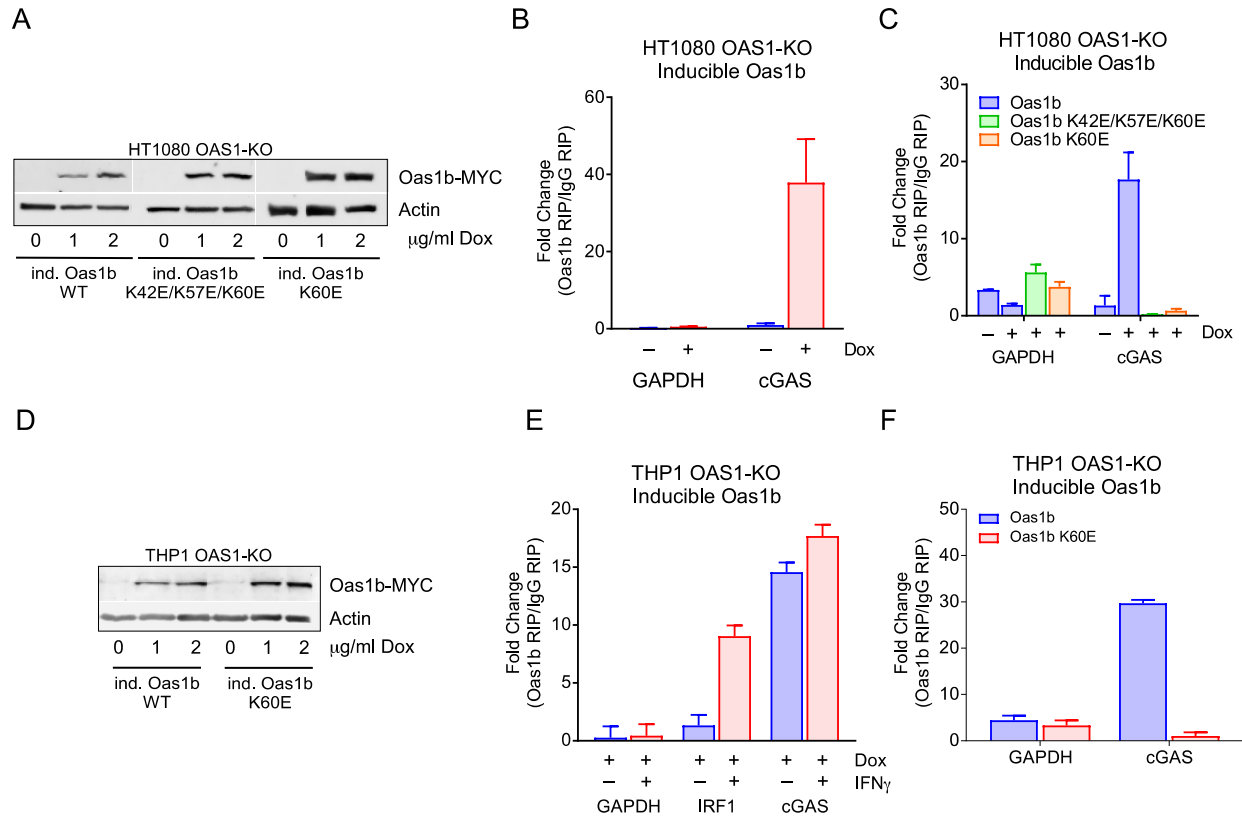 A
HT1080 OAS1-KO
Oas1b-MYC
Actin
0 1 2 0 1 2 0 1 2 μg/ml Dox
ind. Oas1b ind. Oas1b ind. Oas1b
WT K42E/K57E/K60E K60E
B
HT1080 OAS1-KO
Inducible Oas1b
Fold Change
(Oas1b RIP/IgG RIP)
60
40
20
0
– + – + Dox
GAPDH cGAS
C
HT1080 OAS1-KO
Inducible Oas1b
Oas1b
Oas1b K42E/K57E/K60E
Oas1b K60E
Fold Change
(Oas1b RIP/IgG RIP)
30
20
10
0
– + + + – + + + Dox
GAPDH cGAS
D
THP1 OAS1-KO
Oas1b-MYC
Actin
0 1 2 0 1 2 μg/ml Dox
ind. Oas1b ind. Oas1b
WT K60E
E
THP1 OAS1-KO
Inducible Oas1b
Fold Change
(Oas1b RIP/IgG RIP)
20
15
10
5
0
+ + + + + + Dox
– + – + – + IFNγ
GAPDH IRF1 cGAS
F
THP1 OAS1-KO
Inducible Oas1b
Oas1b
Oas1b K60E
Fold Change
(Oas1b RIP/IgG RIP)
50
40
30
20
10
0
GAPDH cGAS